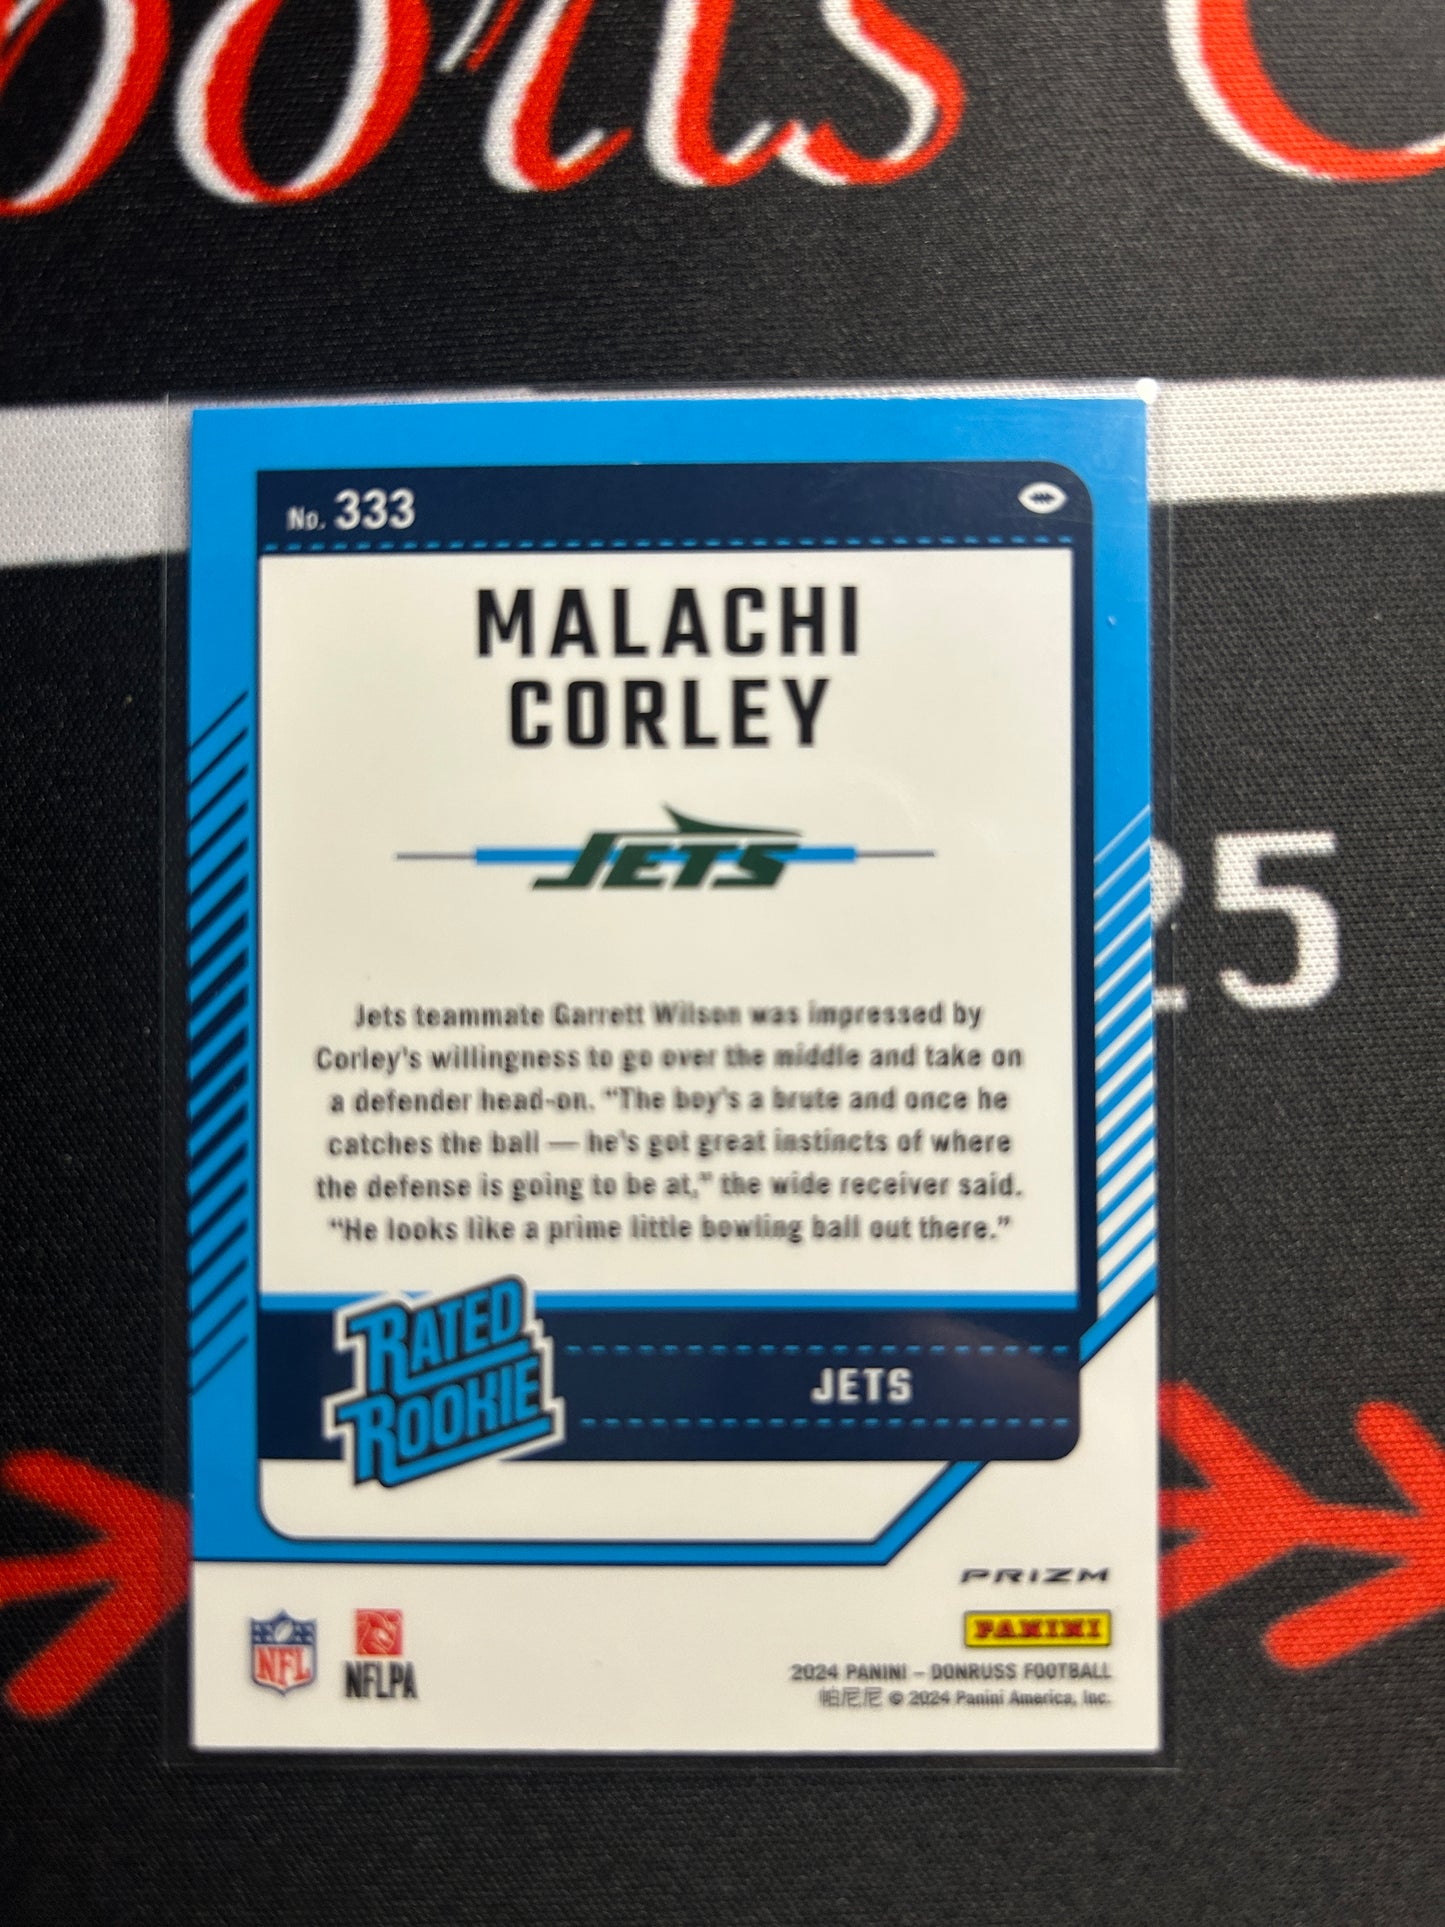 No. 333
MALACHI
CORLEY
JETS
Jets teammate Garrett Wilson was impressed by
Corley's willingness to go over the middle and take on
a defender head-on. "The boy's a brute and once he
catches the ball — he's got great instincts of where
the defense is going to be at," the wide receiver said.
"He looks like a prime little bowling ball out there."
RATED
ROOKIE
JETS
PRIZM
PANINI
NFL
NFLPA
2024 PANINI – DONRUSS FOOTBALL
帕尼尼 © 2024 Panini America, Inc.
25